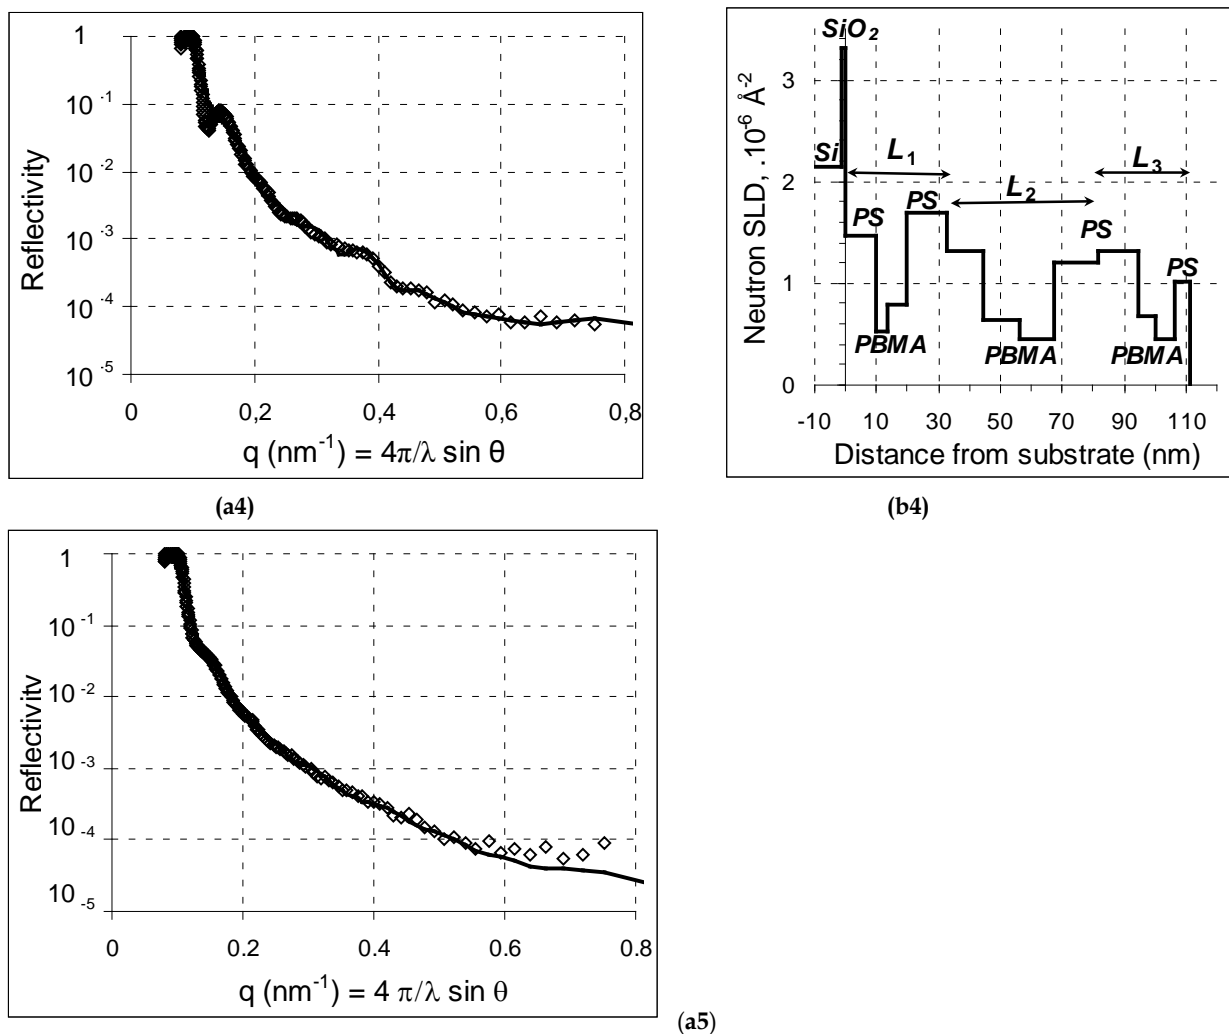 1
10⁻¹
10⁻²
10⁻³
10⁻⁴
10⁻⁵
Reflectivity
0 0,2 0,4 0,6 0,8
q (nm⁻¹) = 4π/λ sin θ
(a4)
SiO₂
Si
L₁
L₂
L₃
PS
PS
PS
PS
PBMA
PBMA
PBMA
3
2
1
0
Neutron SLD, .10⁻⁶ Å⁻²
-10 10 30 50 70 90 110
Distance from substrate (nm)
(b4)
1
10⁻¹
10⁻²
10⁻³
10⁻⁴
10⁻⁵
Reflectivity
0 0.2 0.4 0.6 0.8
q (nm⁻¹) = 4 π/λ sin θ
(a5)